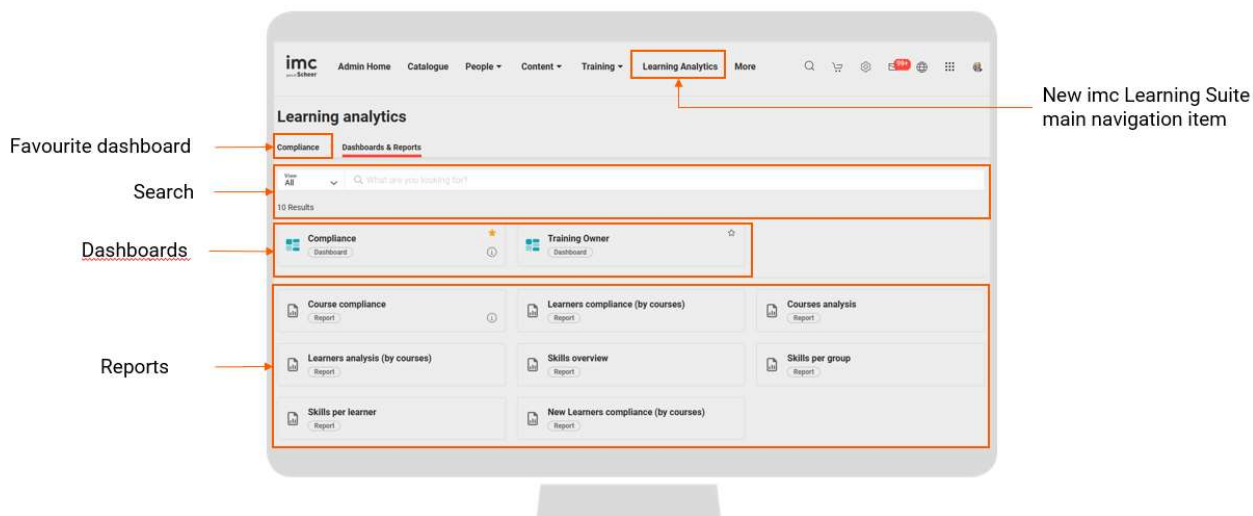 imc
Scheer
Admin Home
Catalogue
People
Content
Training
Learning Analytics
More
99+
New imc Learning Suite
main navigation item
Learning analytics
Favourite dashboard
Compliance
Dashboards & Reports
Search
View
All
What are you looking for?
10 Results
Dashboards
Compliance
Dashboard
Training Owner
Dashboard
Reports
Course compliance
Report
Learners compliance (by courses)
Report
Courses analysis
Report
Learners analysis (by courses)
Report
Skills overview
Report
Skills per group
Report
Skills per learner
Report
New Learners compliance (by courses)
Report